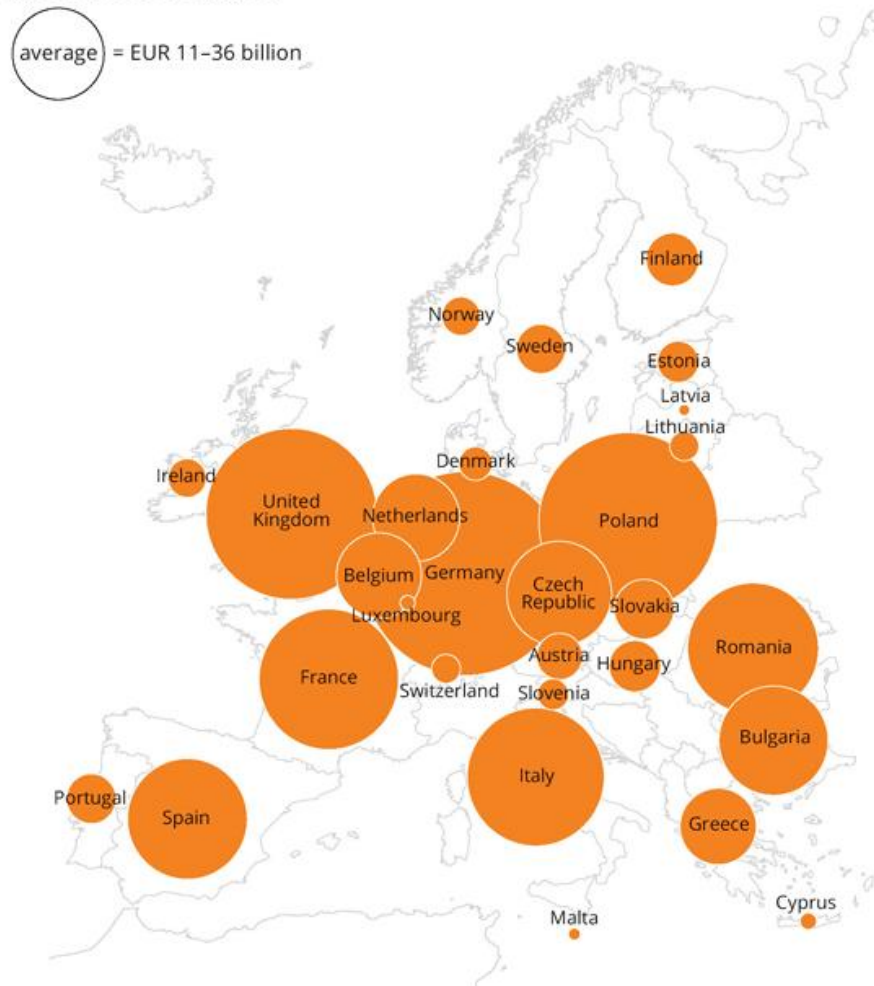 average = EUR 11–36 billion
Finland
Norway
Sweden
Estonia
Latvia
Lithuania
Denmark
Ireland
United
Kingdom
Netherlands
Poland
Belgium
Germany
Czech
Republic
Slovakia
Luxembourg
Romania
Austria
Hungary
France
Switzerland
Slovenia
Bulgaria
Italy
Portugal
Spain
Greece
Cyprus
Malta